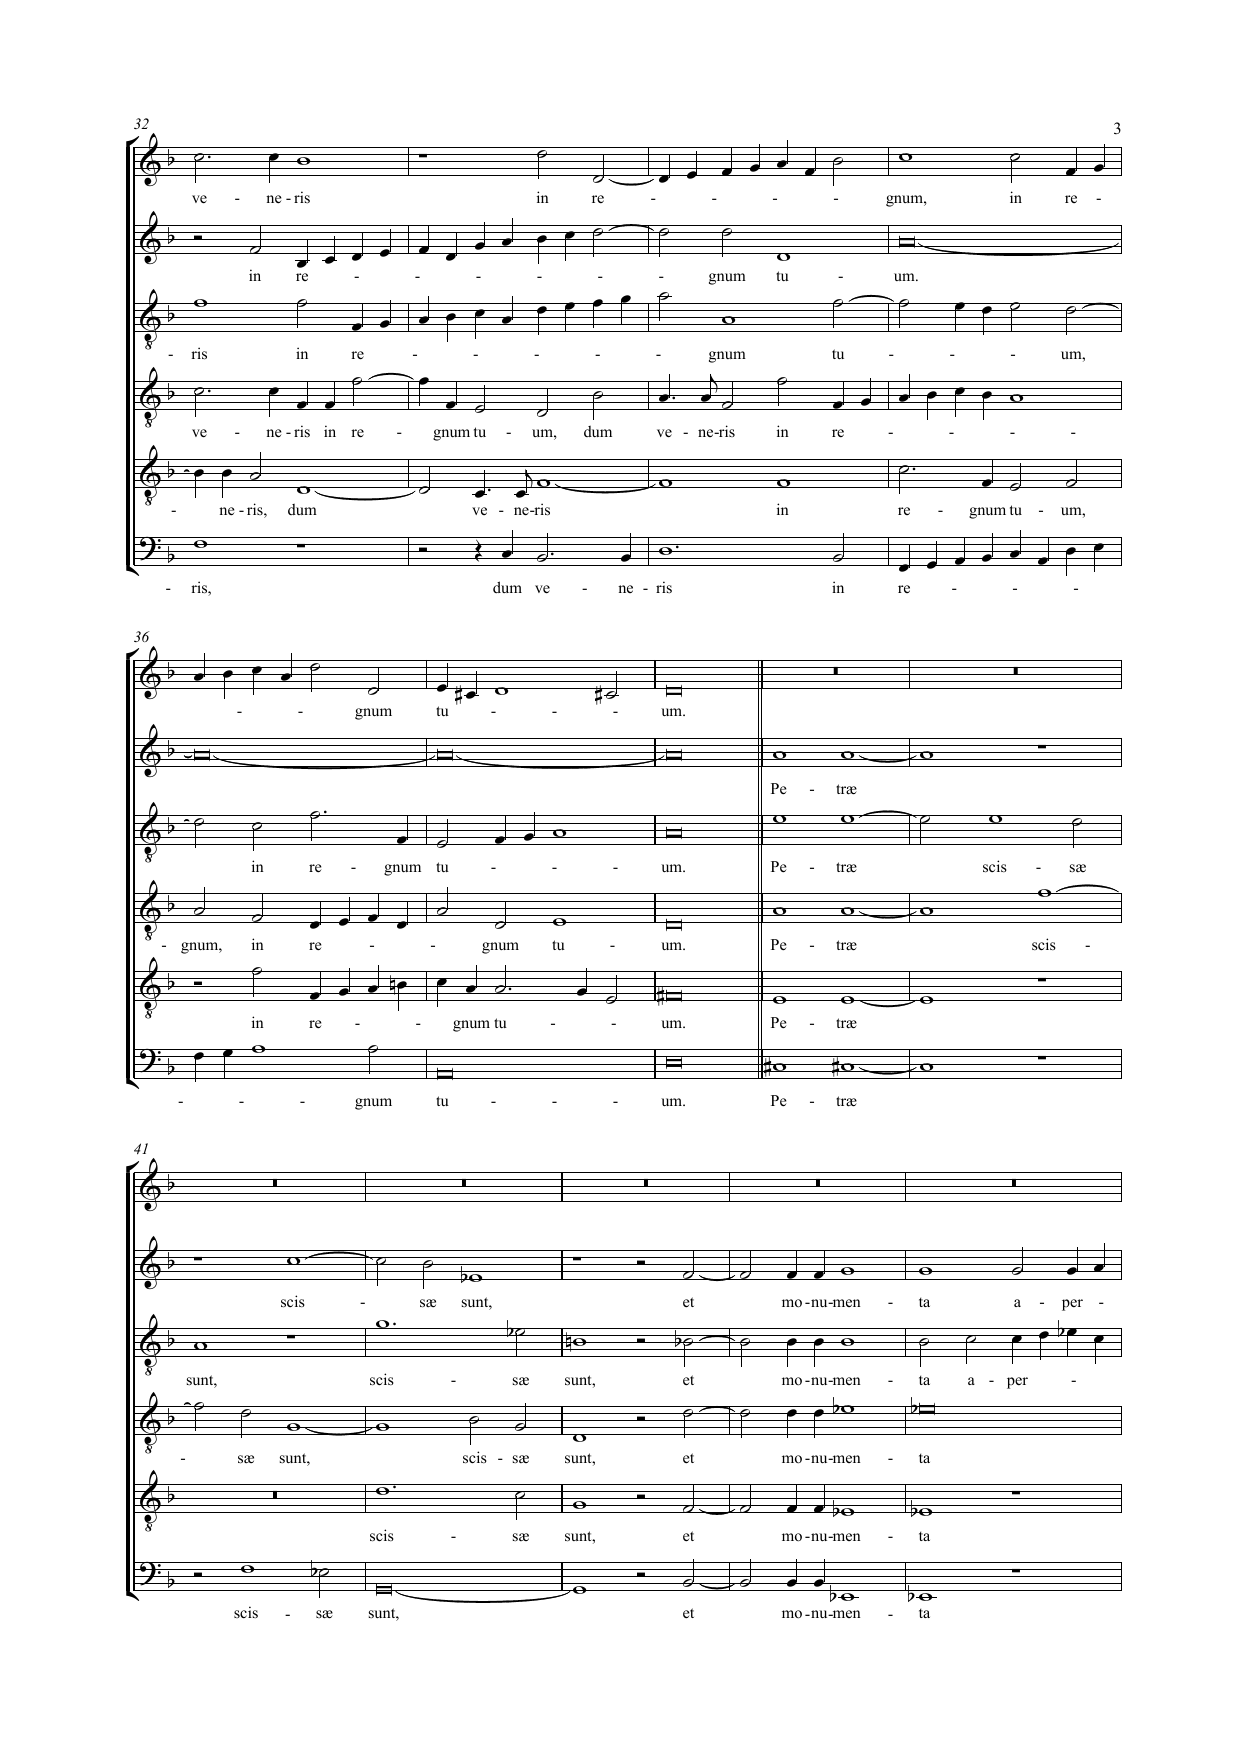 32
3
ve - ne - ris in re - - - - gnum, in re -
in re - - - - - - gnum tu - um.
- ris in re - - - - - gnum tu - - - um,
ve - ne - ris in re - gnum tu - um, dum ve - ne - ris in re - - - -
- ne - ris, dum ve - ne - ris in re - gnum tu - um,
- ris, dum ve - ne - ris in re - - - -
36
- - gnum tu - - - um.
Pe - træ
in re - gnum tu - - - um. Pe - træ scis - sæ
- gnum, in re - - - gnum tu - um. Pe - træ scis -
in re - - gnum tu - - um. Pe - træ
- - - gnum tu - - - um. Pe - træ
41
scis - sæ sunt, et mo - nu - men - ta a - per -
sunt, scis - sæ sunt, et mo - nu - men - ta a - per -
- sæ sunt, scis - sæ sunt, et mo - nu - men - ta
scis - sæ sunt, et mo - nu - men - ta
scis - sæ sunt, et mo - nu - men - ta